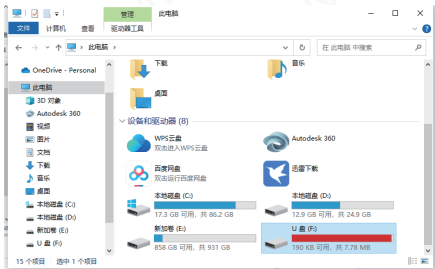 管理 此电脑
文件 计算机 查看 驱动器工具
此电脑 在 此电脑 中搜索
OneDrive - Personal
此电脑
3D 对象
Autodesk 360
视频
图片
文档
下载
音乐
桌面
本地磁盘 (C:)
本地磁盘 (D:)
新加卷 (E:)
U 盘 (F:)
下载
音乐
桌面
设备和驱动器 (8)
WPS云盘
双击进入WPS云盘
Autodesk 360
百度网盘
双击运行百度网盘
迅雷下载
本地磁盘 (C:)
17.3 GB 可用，共 86.2 GB
本地磁盘 (D:)
12.9 GB 可用，共 24.9 GB
新加卷 (E:)
858 GB 可用，共 931 GB
U 盘 (F:)
190 KB 可用，共 7.78 MB
15 个项目 选中 1 个项目